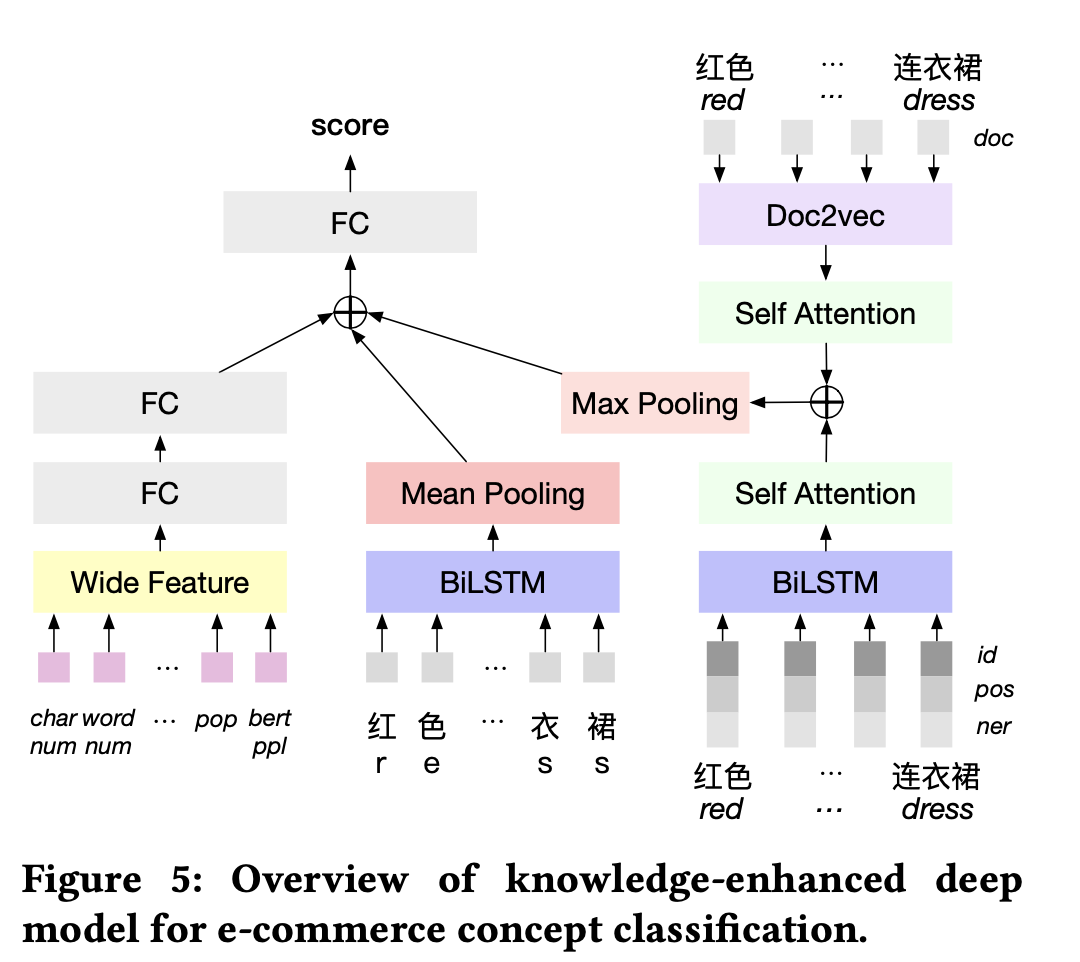 红色 ... 连衣裙
red ... dress
doc
score
Doc2vec
FC
Self Attention
FC
Max Pooling
FC
Mean Pooling
Self Attention
Wide Feature
BiLSTM
BiLSTM
...
...
id
pos
ner
char word ... pop bert
num num ppl
红 色 ... 衣 裙
r e s s
红色 ... 连衣裙
red ... dress
Figure 5: Overview of knowledge-enhanced deep
model for e-commerce concept classification.